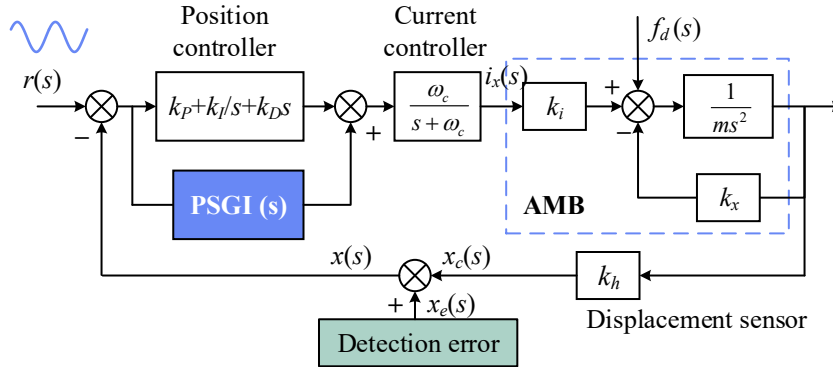 Position
controller
Current
controller
f_d(s)
r(s)
i_x(s)
+
k_P+k_I/s+k_Ds
ω_c
s + ω_c
k_i
1
ms²
−
+
−
PSGI (s)
AMB
k_x
x(s)
x_c(s)
k_h
+
x_e(s)
Displacement sensor
Detection error